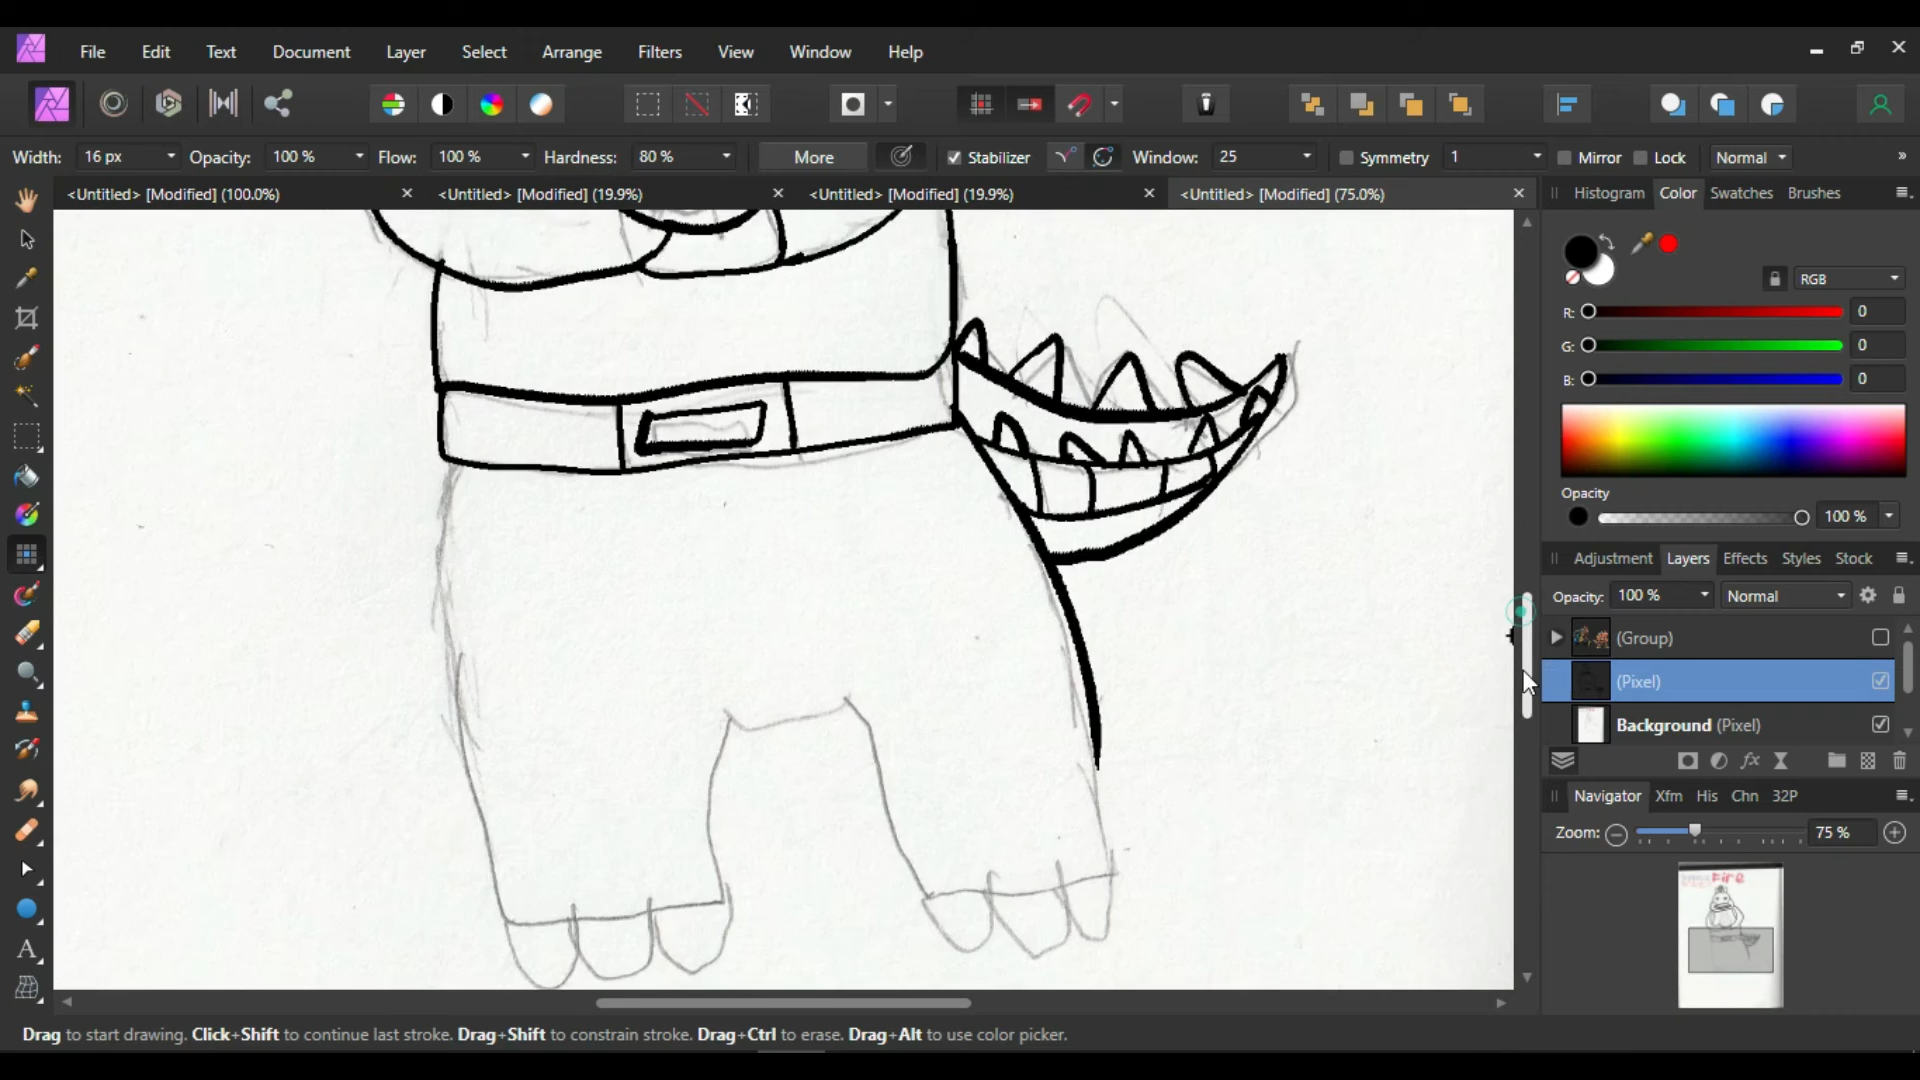 File Edit Text Document Layer Select Arrange Filters View Window Help
Width: 16 px Opacity: 100 % Flow: 100 % Hardness: 80 % More Stabilizer Window: 25 Symmetry 1 Mirror Lock Normal »
<Untitled> [Modified] (100.0%) <Untitled> [Modified] (19.9%) <Untitled> [Modified] (19.9%) <Untitled> [Modified] (75.0%)
Histogram Color Swatches Brushes
RGB
R: 0
G: 0
B: 0
Opacity
100 %
Adjustment Layers Effects Styles Stock
Opacity: 100 % Normal
(Group)
(Pixel)
Background (Pixel)
Navigator Xfm His Chn 32P
Zoom: 75 %
Fire
Drag to start drawing. Click+Shift to continue last stroke. Drag+Shift to constrain stroke. Drag+Ctrl to erase. Drag+Alt to use color picker.